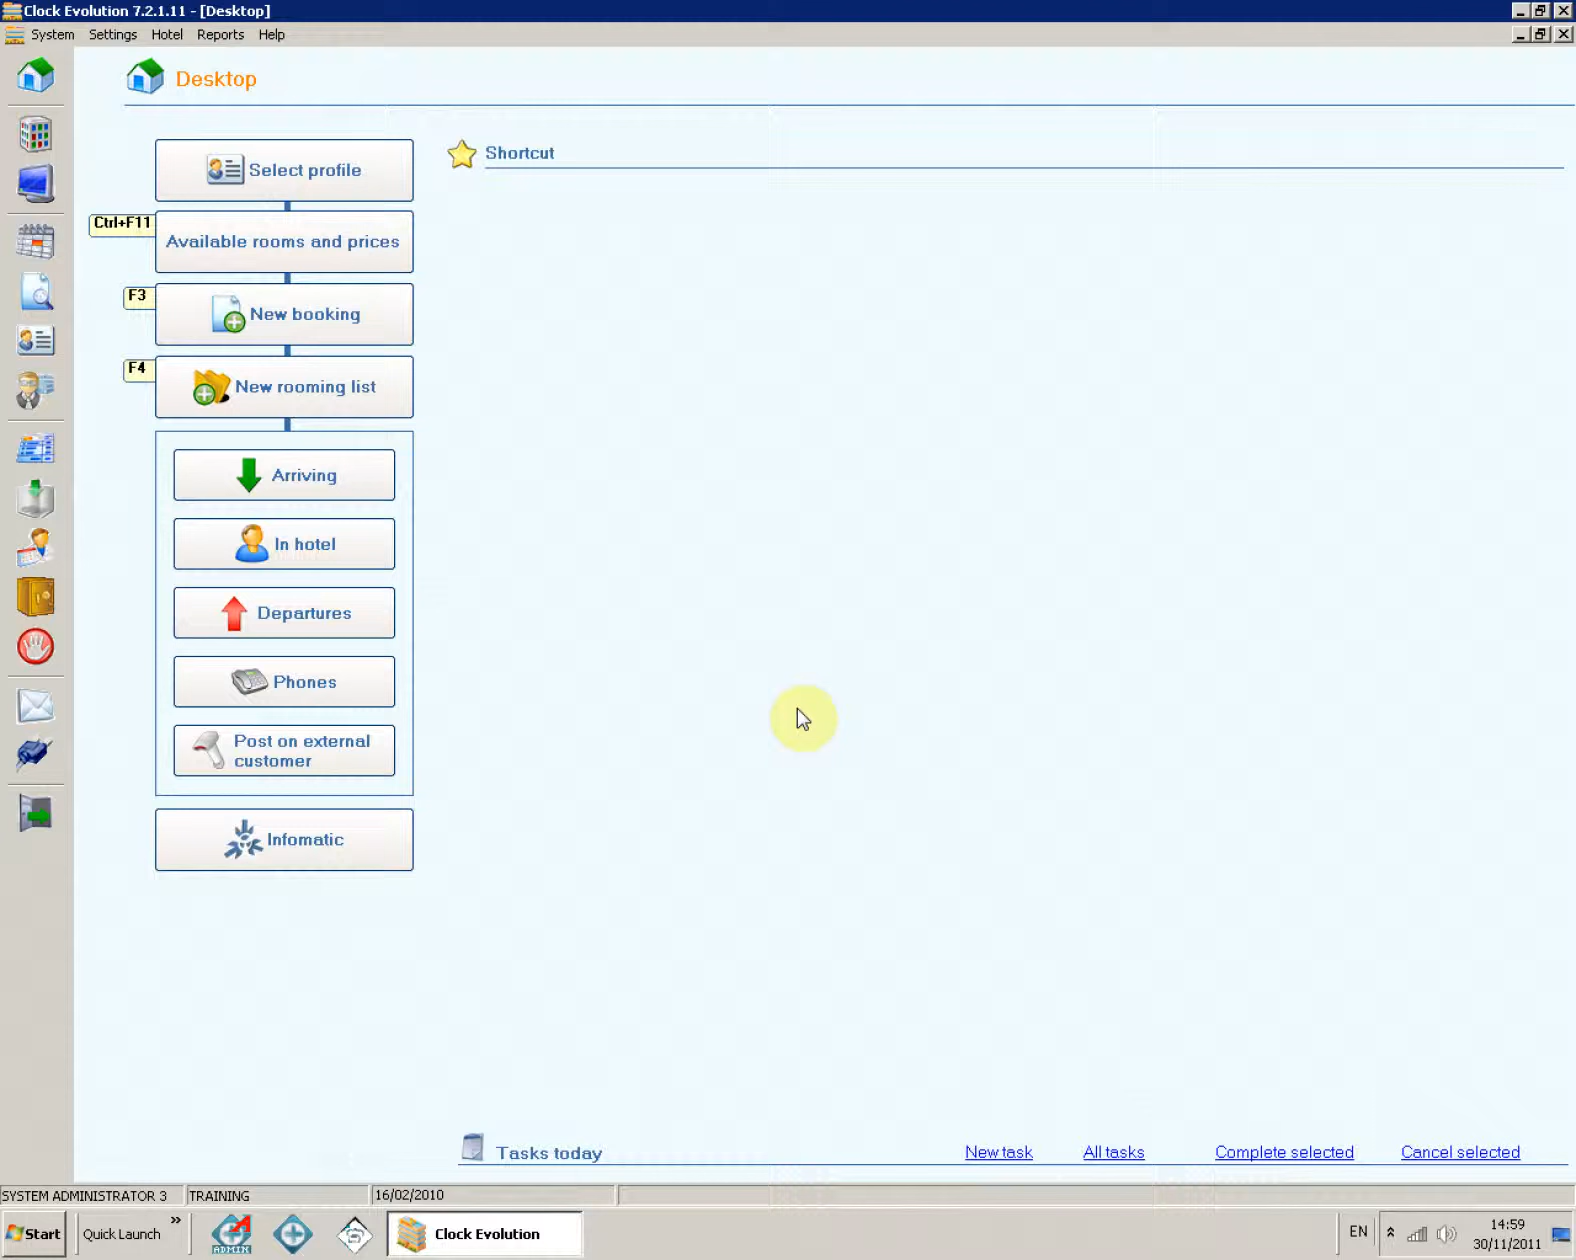 Clock Evolution 7.2.1.11 - [Desktop]
System Settings Hotel Reports Help
Desktop
Select profile
Shortcut
Ctrl+F11
Available rooms and prices
F3
New booking
F4
New rooming list
Arriving
In hotel
Departures
Phones
Post on external
customer
Infomatic
Tasks today New task All tasks Complete selected Cancel selected
SYSTEM ADMINISTRATOR 3 TRAINING 16/02/2010
Start Quick Launch » ADMIN Clock Evolution EN 14:59
30/11/2011